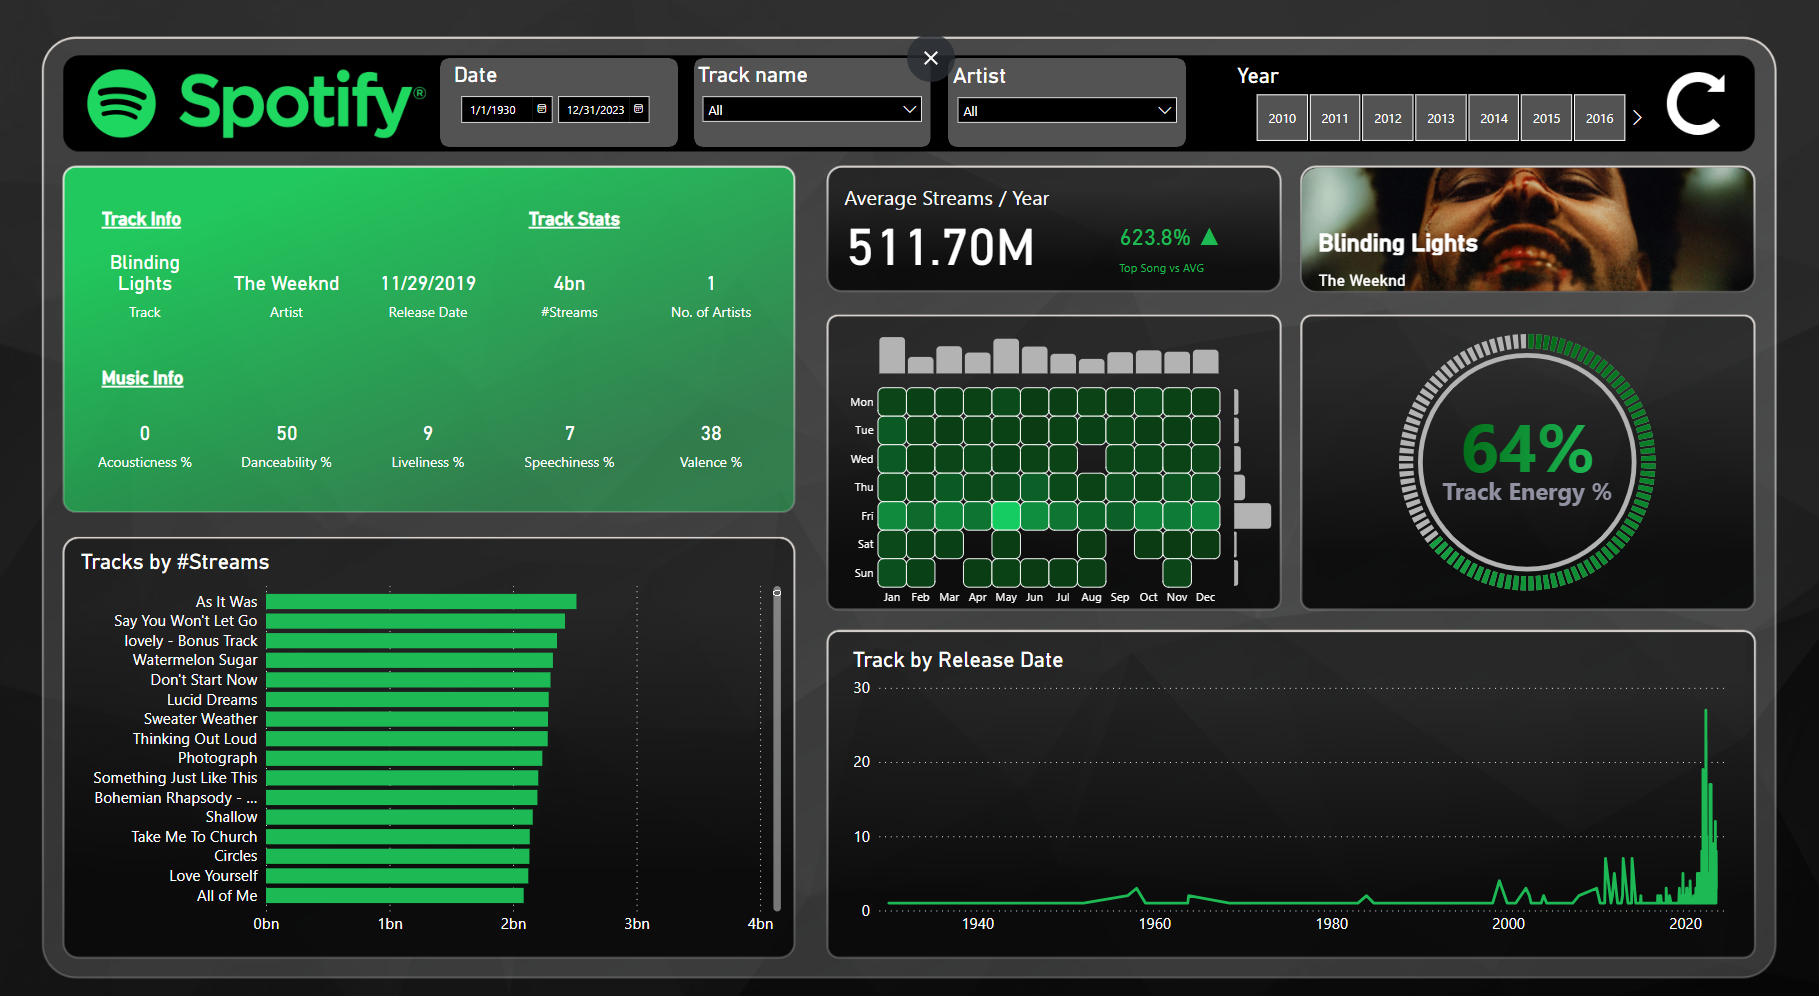 Spotify®
Date
1/1/1930
12/31/2023
Track name
All
Artist
All
Year
2010
2011
2012
2013
2014
2015
2016
Track Info
Track Stats
Blinding
Lights
Track
The Weeknd
Artist
11/29/2019
Release Date
4bn
#Streams
1
No. of Artists
Music Info
0
Acousticness %
50
Danceability %
9
Liveliness %
7
Speechiness %
38
Valence %
Average Streams / Year
511.70M
623.8%
Top Song vs AVG
Blinding Lights
The Weeknd
Mon
Tue
Wed
Thu
Fri
Sat
Sun
Jan Feb Mar Apr May Jun Jul Aug Sep Oct Nov Dec
64%
Track Energy %
Tracks by #Streams
As It Was
Say You Won't Let Go
lovely - Bonus Track
Watermelon Sugar
Don't Start Now
Lucid Dreams
Sweater Weather
Thinking Out Loud
Photograph
Something Just Like This
Bohemian Rhapsody - ...
Shallow
Take Me To Church
Circles
Love Yourself
All of Me
0bn 1bn 2bn 3bn 4bn
Track by Release Date
30
20
10
0
1940 1960 1980 2000 2020